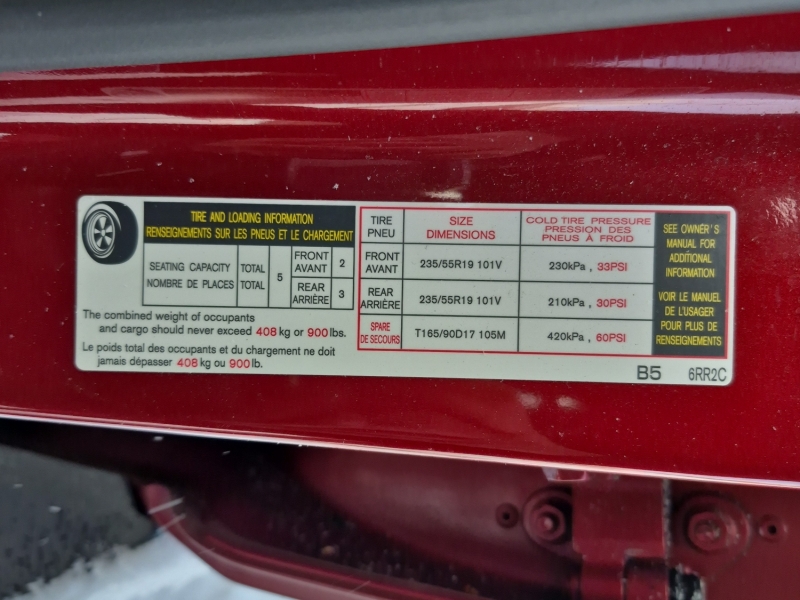 TIRE AND LOADING INFORMATION
RENSEIGNEMENTS SUR LES PNEUS ET LE CHARGEMENT
SEATING CAPACITY TOTAL 5 FRONT 2
AVANT
NOMBRE DE PLACES TOTAL REAR 3
ARRIÈRE
The combined weight of occupants
and cargo should never exceed 408 kg or 900 lbs.
Le poids total des occupants et du chargement ne doit
jamais dépasser 408 kg ou 900 lb.
TIRE
PNEU
SIZE
DIMENSIONS
COLD TIRE PRESSURE
PRESSION DES
PNEUS À FROID
FRONT
AVANT
235/55R19 101V
230kPa , 33PSI
REAR
ARRIÈRE
235/55R19 101V
210kPa , 30PSI
SPARE
DE SECOURS
T165/90D17 105M
420kPa , 60PSI
SEE OWNER'S
MANUAL FOR
ADDITIONAL
INFORMATION
VOIR LE MANUEL
DE L'USAGER
POUR PLUS DE
RENSEIGNEMENTS
B5 6RR2C